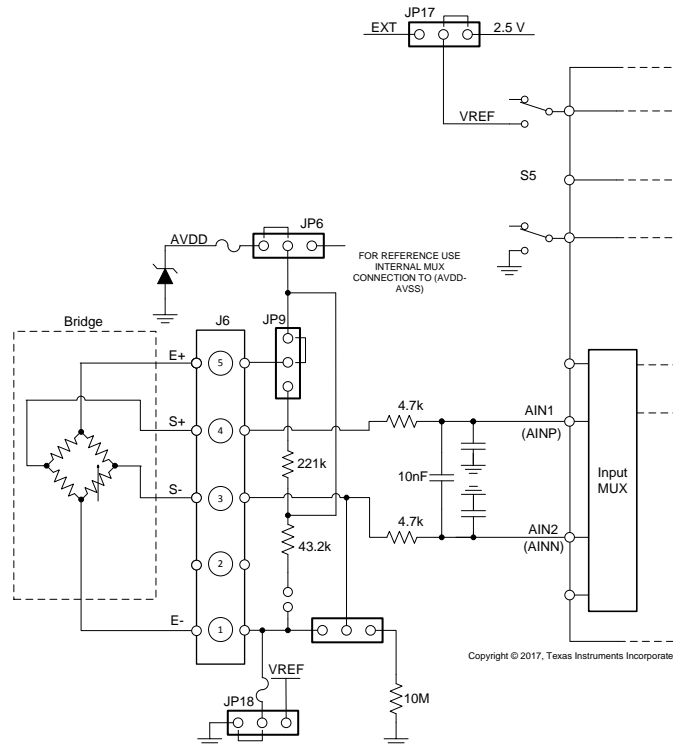 JP17
EXT
2.5 V
VREF
S5
JP6
AVDD
FOR REFERENCE USE
INTERNAL MUX
CONNECTION TO (AVDD-
AVSS)
Bridge
J6
JP9
E+
5
S+
4
4.7k
AIN1
(AINP)
221k
10nF
Input
MUX
S-
3
43.2k
4.7k
AIN2
(AINN)
2
E-
1
Copyright © 2017, Texas Instruments Incorporate
VREF
JP18
10M